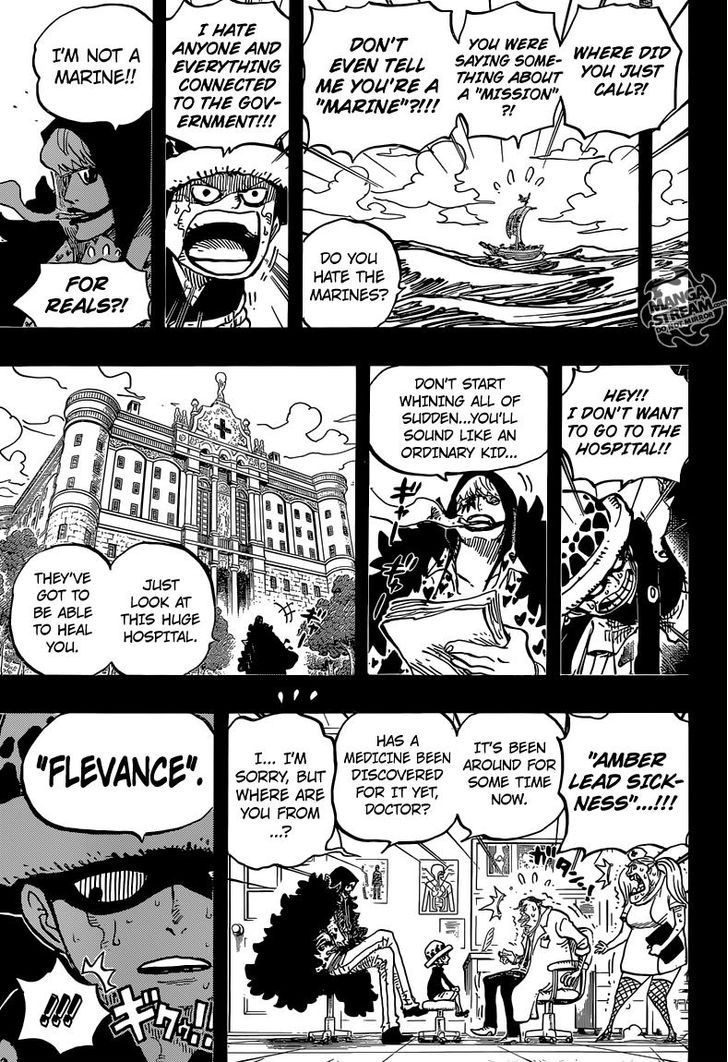 WHERE DID
YOU JUST
CALL?!
YOU WERE
SAYING SOME-
THING ABOUT
A "MISSION"
?!
DON'T
EVEN TELL
ME YOU'RE A
"MARINE"?!!!
DO YOU
HATE THE
MARINES?
I HATE
ANYONE AND
EVERYTHING
CONNECTED
TO THE GOV-
ERNMENT!!!
I'M NOT A
MARINE!!
FOR
REALS?!
MANGA
STREAM.com
DO NOT MIRROR
HEY!!
I DON'T WANT
TO GO TO THE
HOSPITAL!!
DON'T START
WHINING ALL OF
SUDDEN...YOU'LL
SOUND LIKE AN
ORDINARY KID...
JUST
LOOK AT
THIS HUGE
HOSPITAL.
THEY'VE
GOT TO
BE ABLE
TO HEAL
YOU.
"AMBER
LEAD SICK-
NESS"...!!!
IT'S BEEN
AROUND FOR
SOME TIME
NOW.
HAS A
MEDICINE BEEN
DISCOVERED
FOR IT YET,
DOCTOR?
I... I'M
SORRY, BUT
WHERE ARE
YOU FROM
...?
"FLEVANCE".
!!!